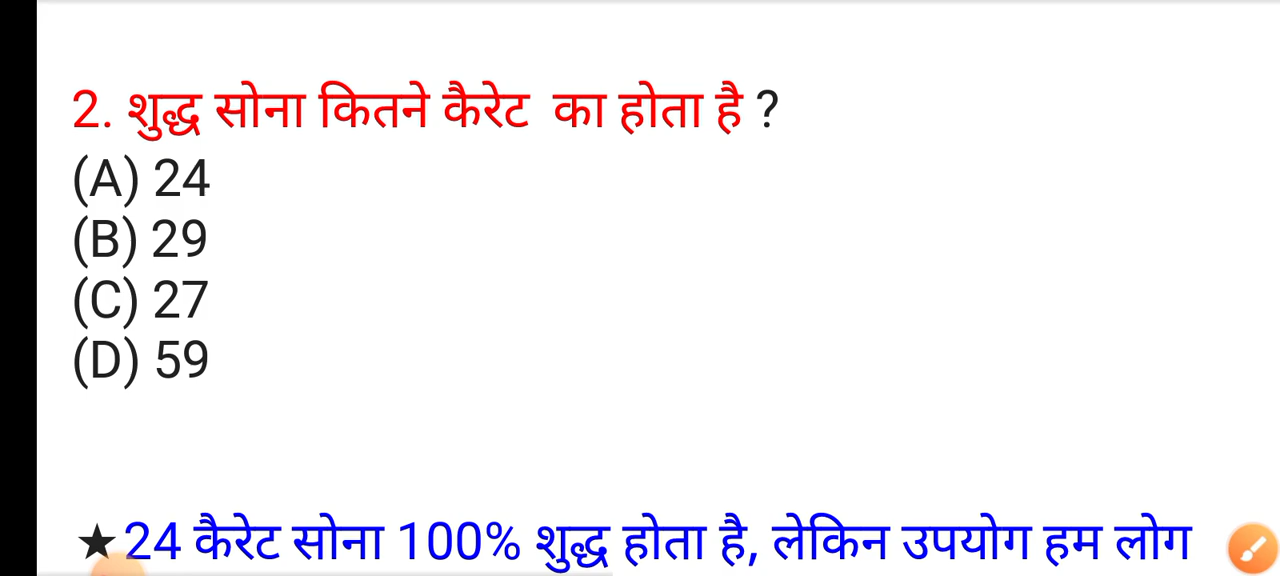 2. शुद्ध सोना कितने कैरेट का होता है ?
(A) 24
(B) 29
(C) 27
(D) 59
★ 24 कैरेट सोना 100% शुद्ध होता है, लेकिन उपयोग हम लोग